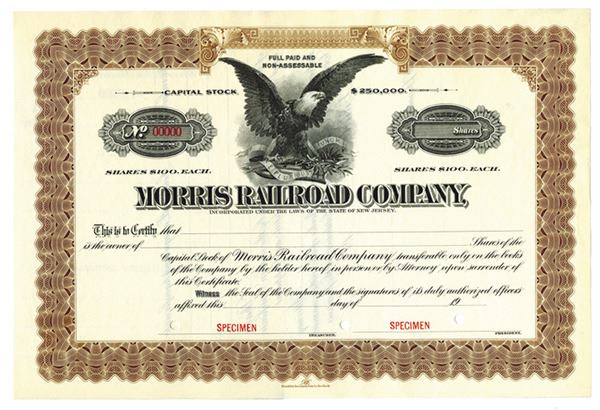 FULL PAID AND
NON-ASSESSABLE
CAPITAL STOCK. $250,000.
No 00000 Shares
SHARES $100. EACH. SHARES $100. EACH.
MORRIS RAILROAD COMPANY,
INCORPORATED UNDER THE LAWS OF THE STATE OF NEW JERSEY.
This is to Certify that
is the owner of Shares of the
Capital Stock of Morris Railroad Company transferable only on the books
of the Company by the holder hereof in person or by Attorney upon surrender of
this Certificate.
Witness the Seal of the Company and the signatures of its duly authorized officers
affixed this day of 19
SPECIMEN SPECIMEN
TREASURER. PRESIDENT.